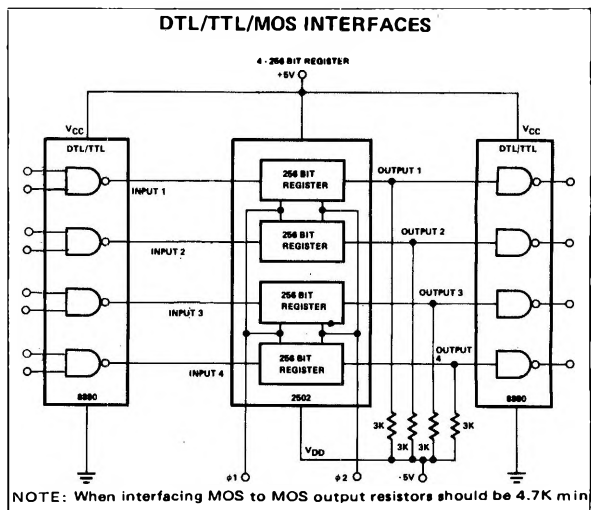 DTL/TTL/MOS INTERFACES
4 - 256 BIT REGISTER
+5V
VCC
DTL/TTL
VCC
DTL/TTL
256 BIT
REGISTER
OUTPUT 1
INPUT 1
256 BIT
REGISTER
OUTPUT 2
INPUT 2
256 BIT
REGISTER
OUTPUT 3
INPUT 3
256 BIT
REGISTER
OUTPUT
4
INPUT 4
8880
2502
8880
3K
3K
3K
3K
VDD
φ1
φ2
-5V
NOTE: When interfacing MOS to MOS output resistors should be 4.7K min